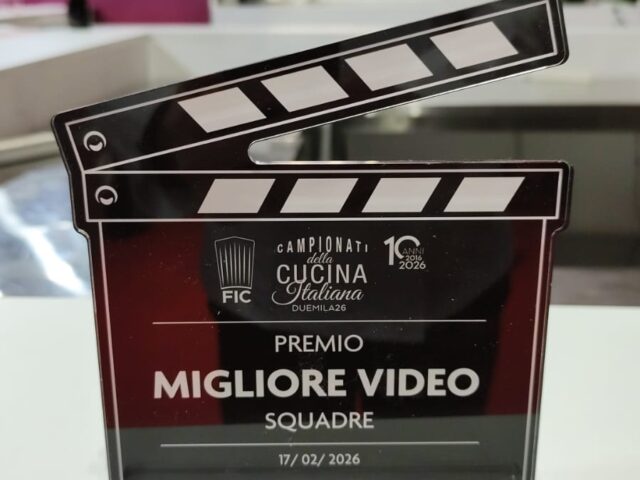 FIC
CAMPIONATI
della
CUCINA
Italiana
DUEMILA26
10 ANNI
2016
2026
PREMIO
MIGLIORE VIDEO
SQUADRE
17/ 02/ 2026